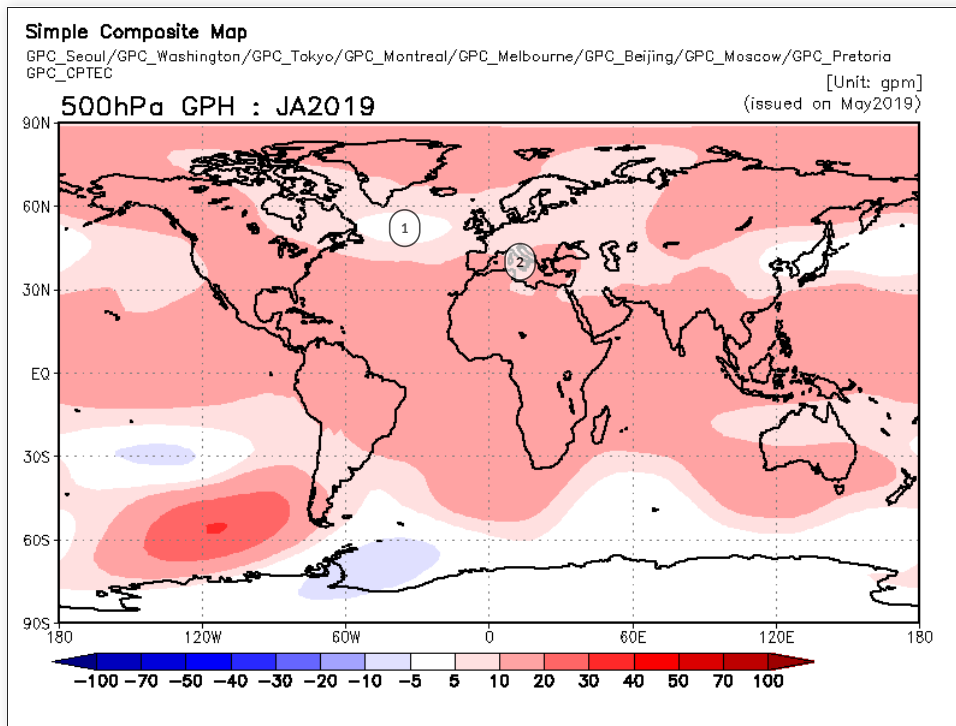 Simple Composite Map
GPC_Seoul/GPC_Washington/GPC_Tokyo/GPC_Montreal/GPC_Melbourne/GPC_Beijing/GPC_Moscow/GPC_Pretoria
GPC_CPTEC
[Unit: gpm]
500hPa GPH : JA2019
(issued on May2019)
90N
60N
1
2
30N
EQ
30S
60S
90S
180 120W 60W 0 60E 120E 180
-100 -70 -50 -40 -30 -20 -10 -5 5 10 20 30 40 50 70 100